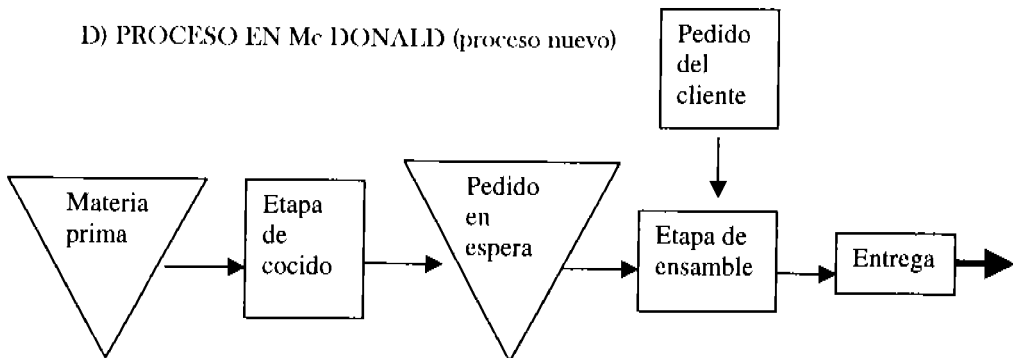 D) PROCESO EN Mc DONALD (proceso nuevo)
Pedido
del
cliente
Materia
prima
Etapa
de
cocido
Pedido
en
espera
Etapa de
ensamble
Entrega